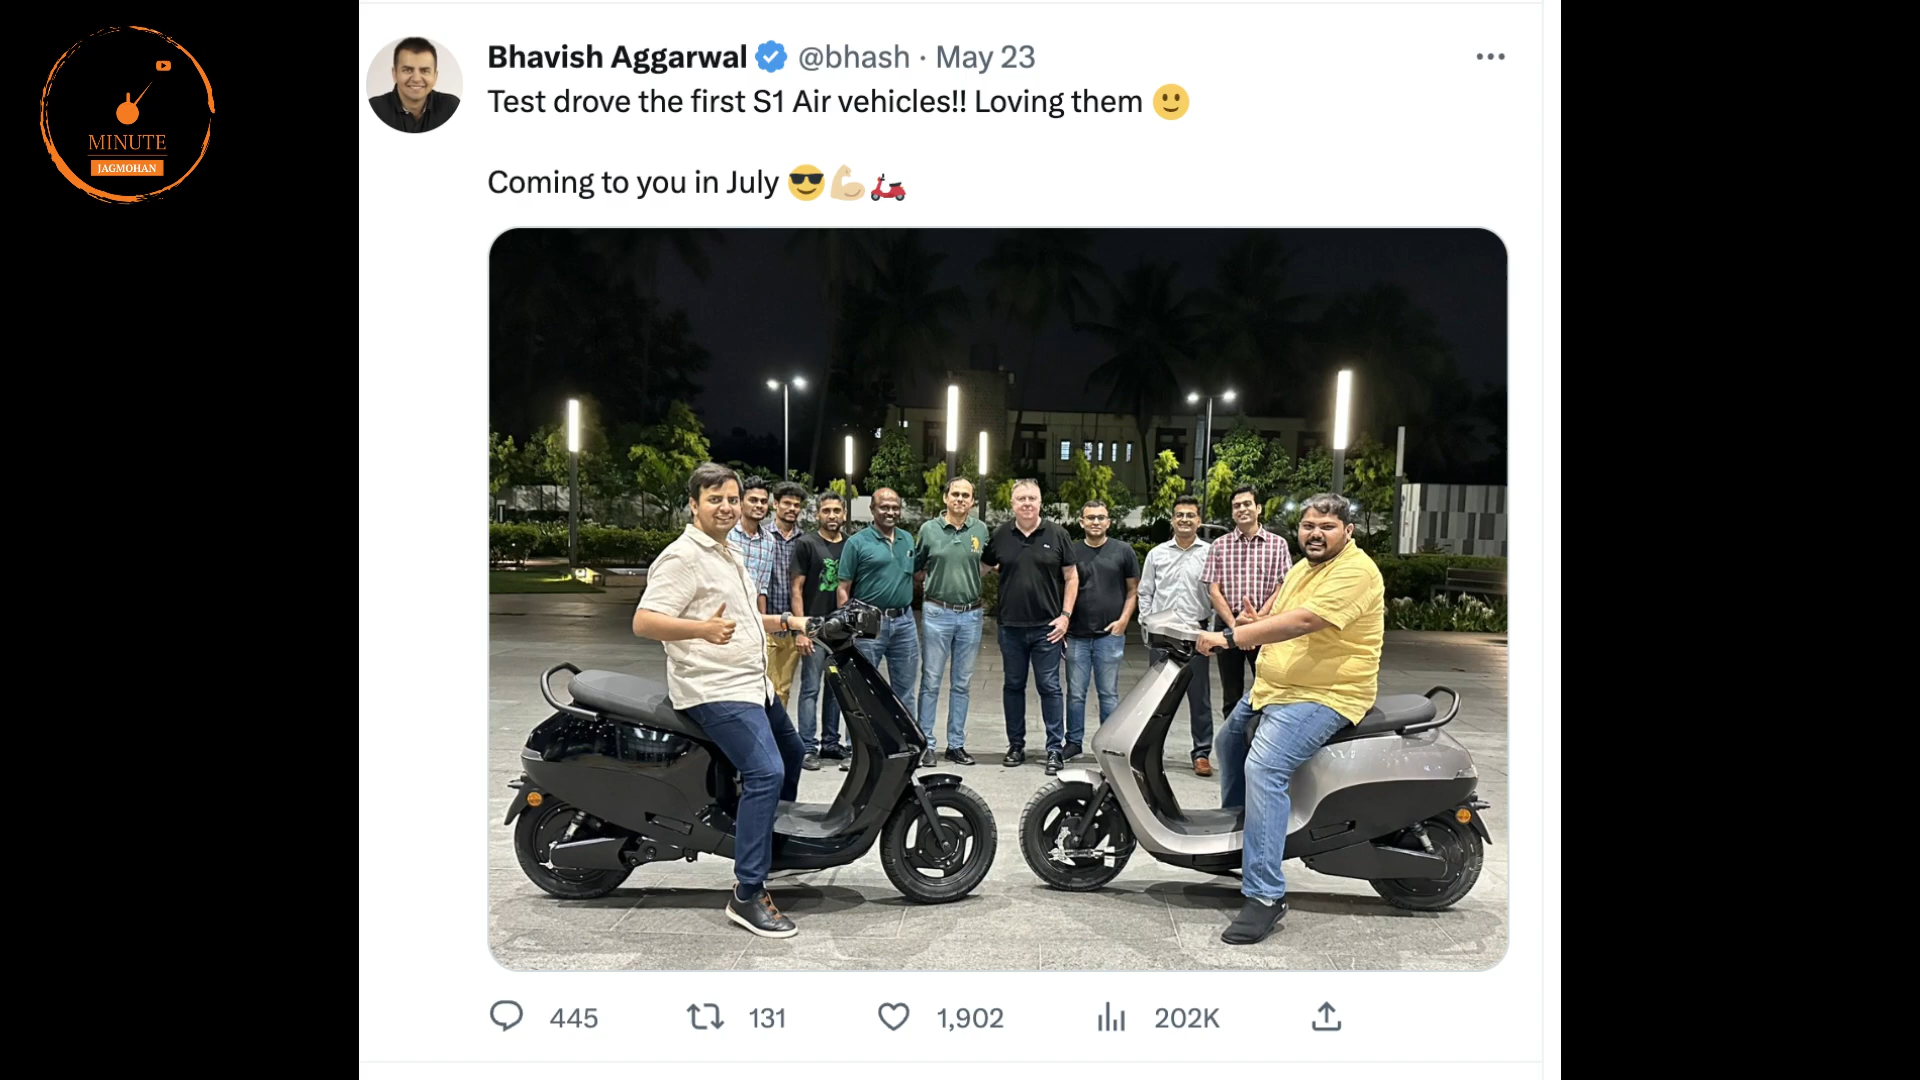 MINUTE
JAGMOHAN
Bhavish Aggarwal @bhash · May 23
Test drove the first S1 Air vehicles!! Loving them 🙂
Coming to you in July 😎💪🏼🛵
445 131 1,902 202K